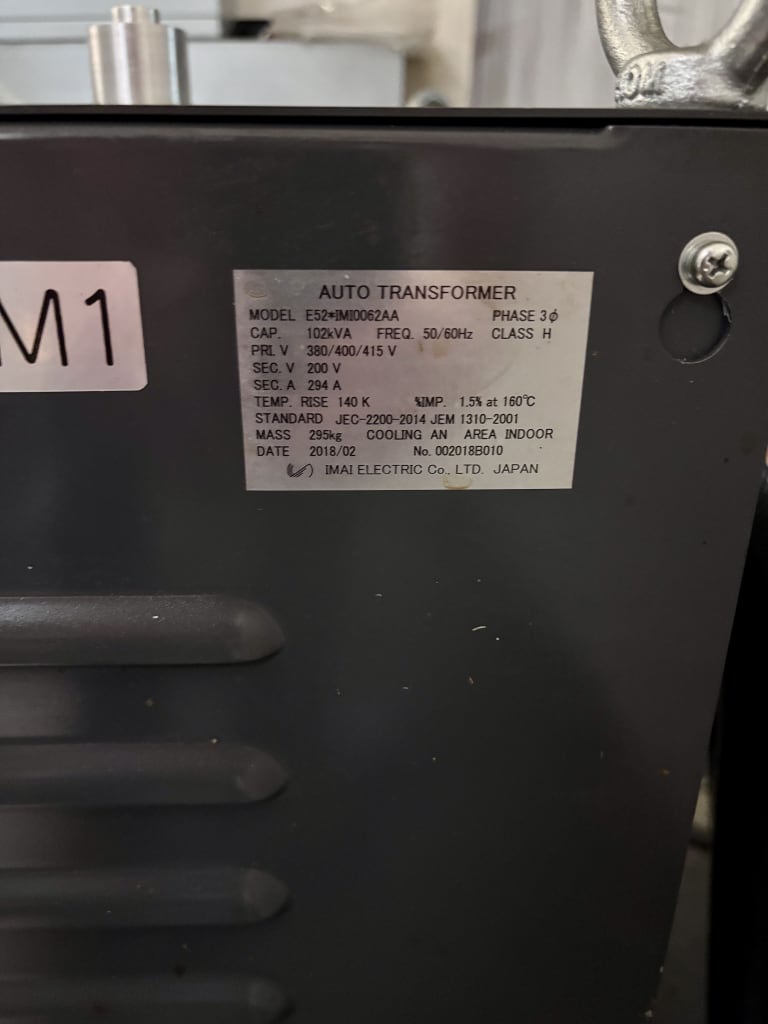 M1
AUTO TRANSFORMER
MODEL E52*IMI0062AA PHASE 3φ
CAP. 102kVA FREQ. 50/60Hz CLASS H
PRI. V 380/400/415 V
SEC. V 200 V
SEC. A 294 A
TEMP. RISE 140 K %IMP. 1.5% at 160℃
STANDARD JEC-2200-2014 JEM 1310-2001
MASS 295kg COOLING AN AREA INDOOR
DATE 2018/02 No. 002018B010
IMAI ELECTRIC Co., LTD. JAPAN